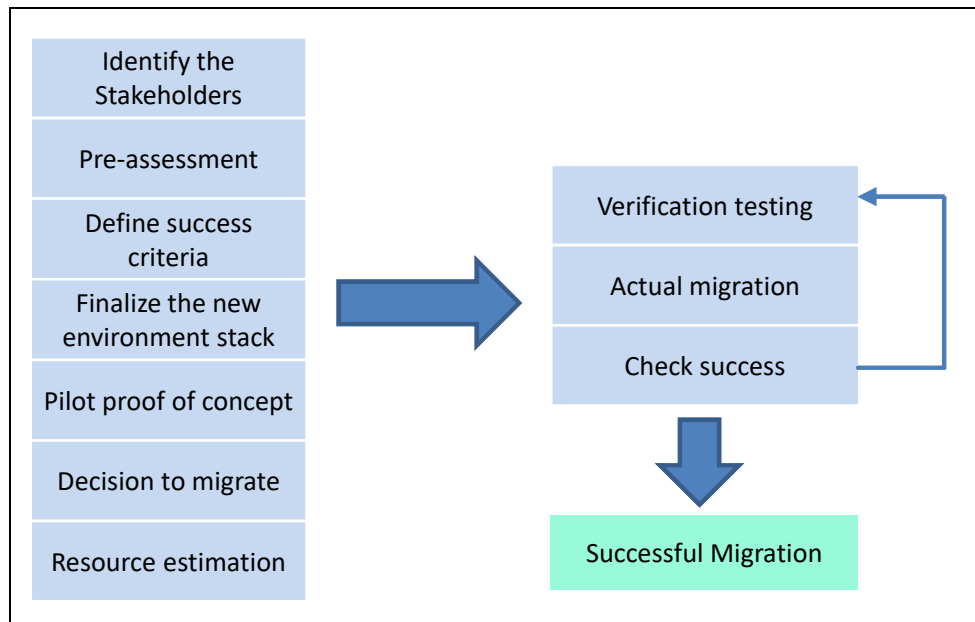 Identify the
Stakeholders
Pre-assessment
Define success
criteria
Finalize the new
environment stack
Pilot proof of concept
Decision to migrate
Resource estimation
Verification testing
Actual migration
Check success
Successful Migration